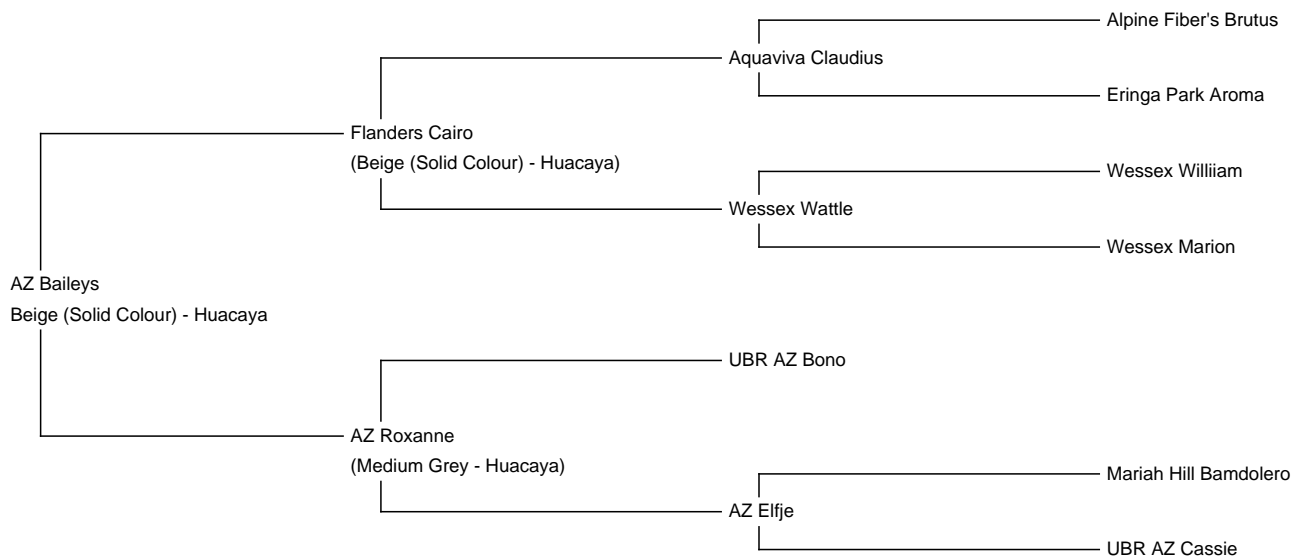 Alpine Fiber's Brutus
Aquaviva Claudius
Eringa Park Aroma
Flanders Cairo
(Beige (Solid Colour) - Huacaya)
Wessex Williiam
Wessex Wattle
Wessex Marion
AZ Baileys
Beige (Solid Colour) - Huacaya
UBR AZ Bono
AZ Roxanne
(Medium Grey - Huacaya)
Mariah Hill Bamdolero
AZ Elfje
UBR AZ Cassie